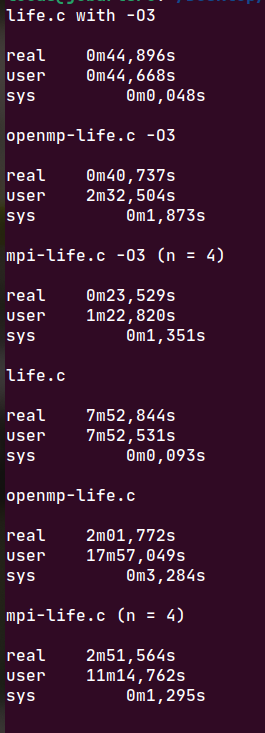 life.c with -O3
real 0m44,896s
user 0m44,668s
sys 0m0,048s
openmp-life.c -O3
real 0m40,737s
user 2m32,504s
sys 0m1,873s
mpi-life.c -O3 (n = 4)
real 0m23,529s
user 1m22,820s
sys 0m1,351s
life.c
real 7m52,844s
user 7m52,531s
sys 0m0,093s
openmp-life.c
real 2m01,772s
user 17m57,049s
sys 0m3,284s
mpi-life.c (n = 4)
real 2m51,564s
user 11m14,762s
sys 0m1,295s